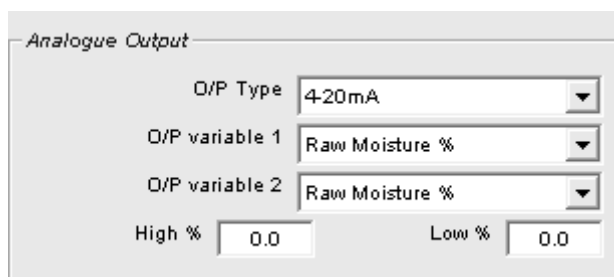 Analogue Output
O/P Type 4-20mA
O/P variable 1 Raw Moisture %
O/P variable 2 Raw Moisture %
High % 0.0 Low % 0.0